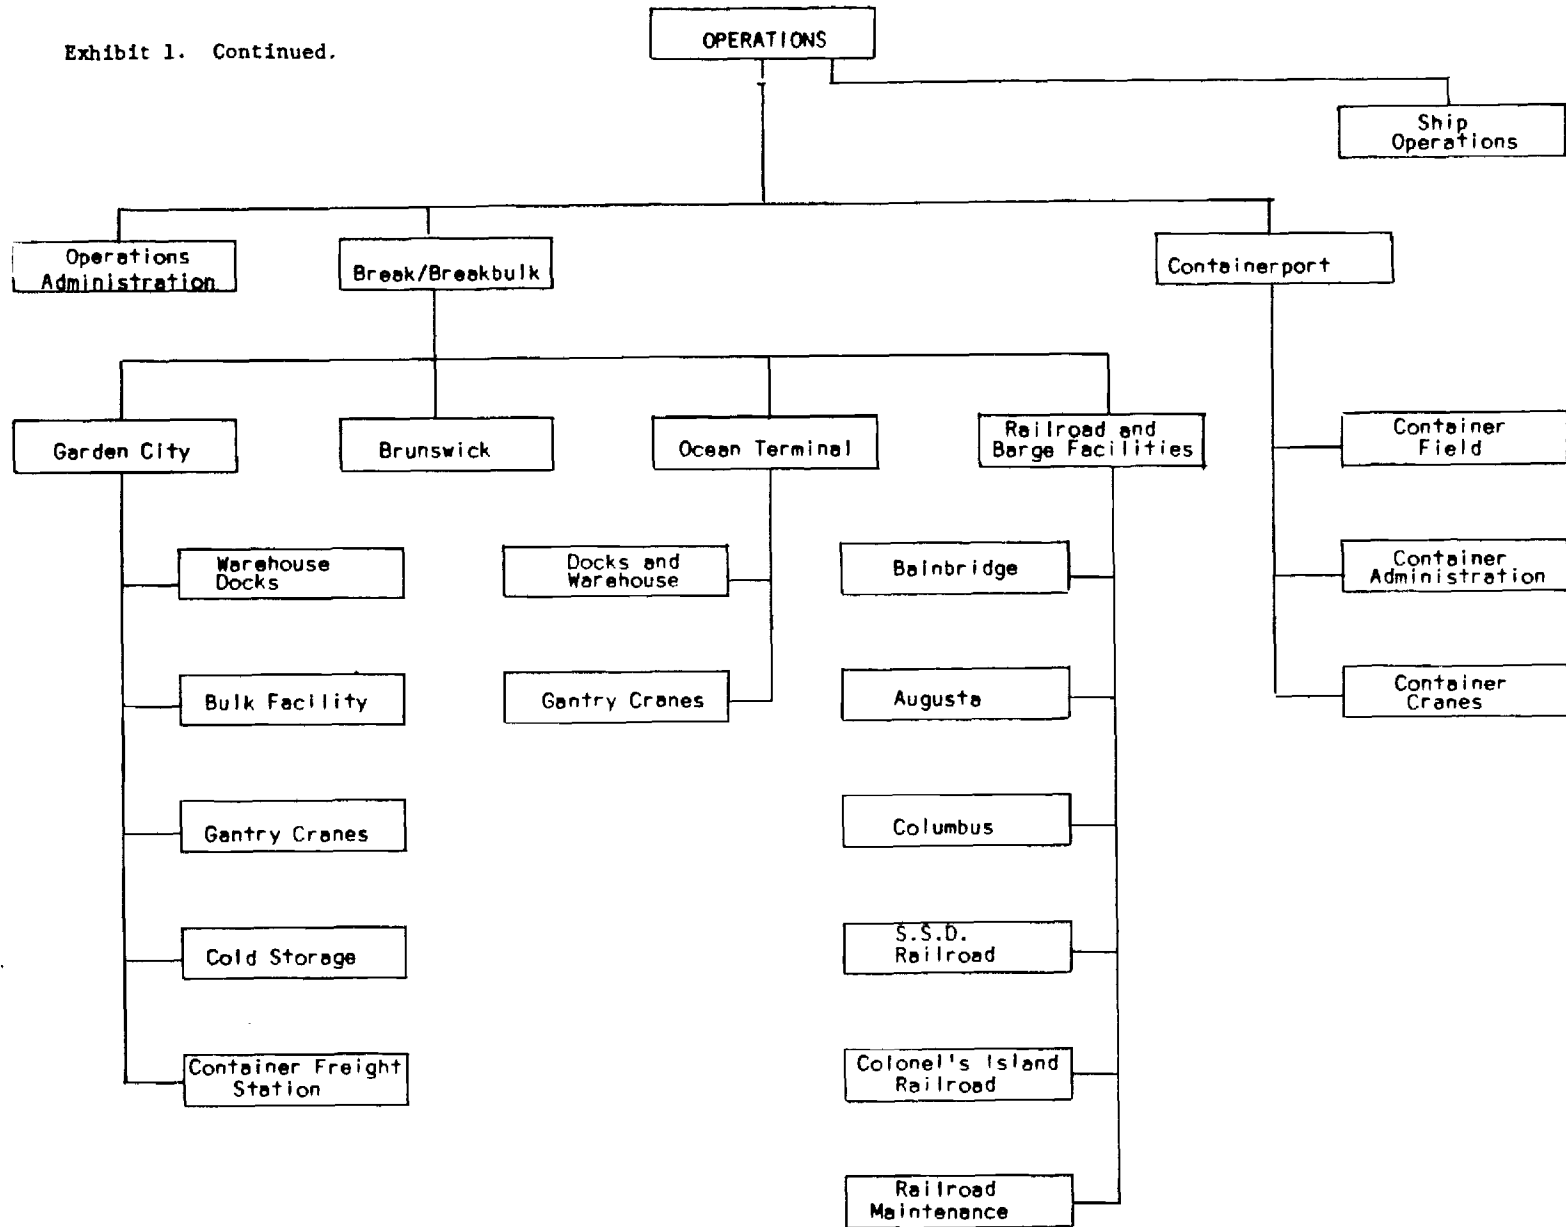 Exhibit 1. Continued.
OPERATIONS
Ship
Operations
Operations
Administration
Break/Breakbulk
Containerport
Garden City
Brunswick
Ocean Terminal
Railroad and
Barge Facilities
Container
Field
Warehouse
Docks
Docks and
Warehouse
Bainbridge
Container
Administration
Bulk Facility
Gantry Cranes
Augusta
Container
Cranes
Gantry Cranes
Columbus
Cold Storage
S.S.D.
Railroad
Container Freight
Station
Colonel's Island
Railroad
Railroad
Maintenance